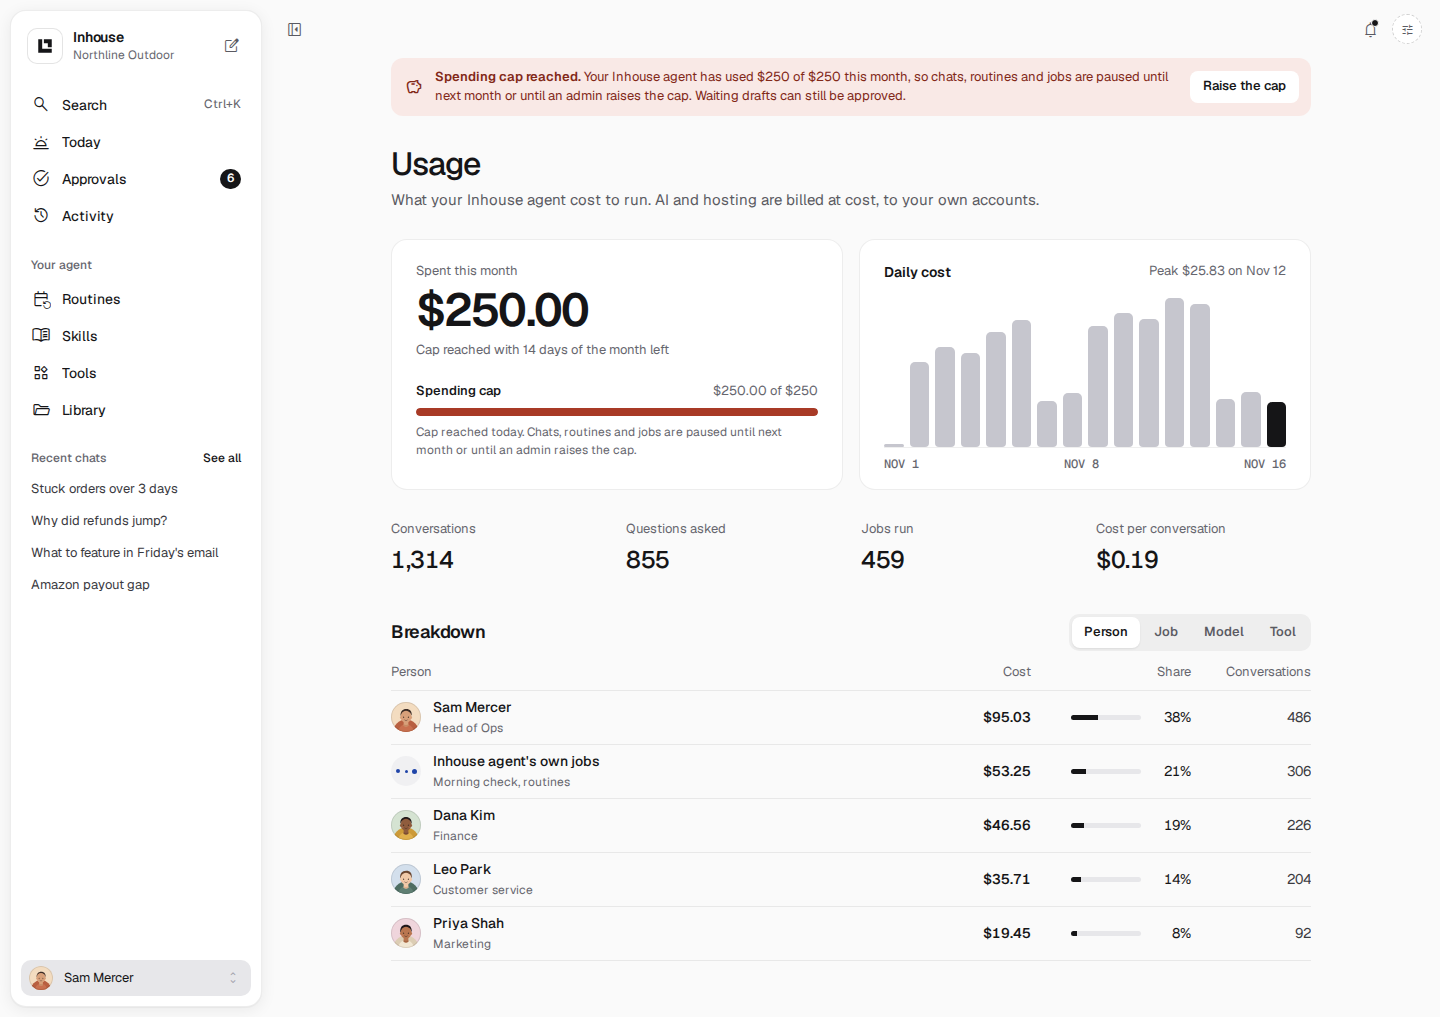 Inhouse
Northline Outdoor
Search Ctrl+K
Today
Approvals 6
Activity
Your agent
Routines
Skills
Tools
Library
Recent chats See all
Stuck orders over 3 days
Why did refunds jump?
What to feature in Friday's email
Amazon payout gap
Sam Mercer
Spending cap reached. Your Inhouse agent has used $250 of $250 this month, so chats, routines and jobs are paused until
next month or until an admin raises the cap. Waiting drafts can still be approved.
Raise the cap
Usage
What your Inhouse agent cost to run. AI and hosting are billed at cost, to your own accounts.
Spent this month
$250.00
Cap reached with 14 days of the month left
Spending cap $250.00 of $250
Cap reached today. Chats, routines and jobs are paused until next
month or until an admin raises the cap.
Daily cost Peak $25.83 on Nov 12
NOV 1 NOV 8 NOV 16
Conversations Questions asked Jobs run Cost per conversation
1,314 855 459 $0.19
Breakdown Person Job Model Tool
Person Cost Share Conversations
Sam Mercer
Head of Ops
$95.03 38% 486
Inhouse agent's own jobs
Morning check, routines
$53.25 21% 306
Dana Kim
Finance
$46.56 19% 226
Leo Park
Customer service
$35.71 14% 204
Priya Shah
Marketing
$19.45 8% 92